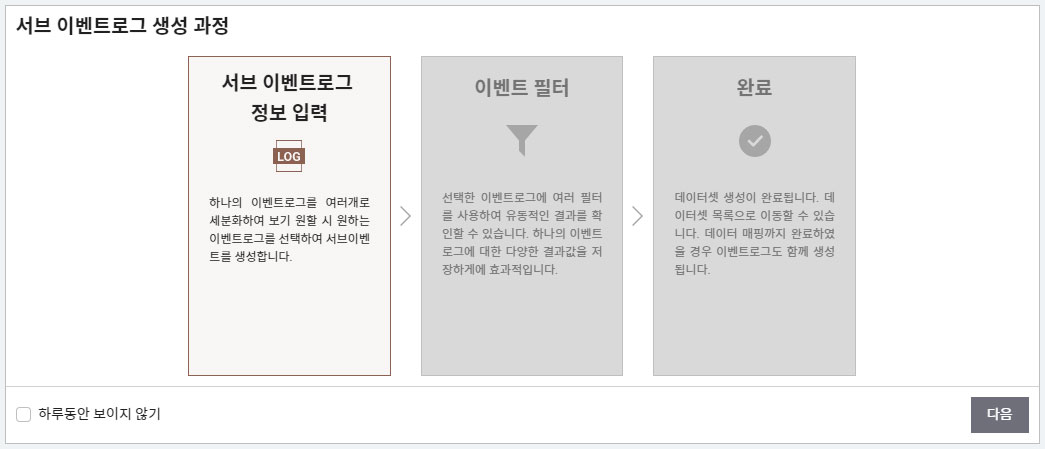 서브 이벤트로그 생성 과정
서브 이벤트로그
정보 입력
LOG
하나의 이벤트로그를 여러개로
세분화하여 보기 원할 시 원하는
이벤트로그를 선택하여 서브이벤
트를 생성합니다.
이벤트 필터
선택한 이벤트로그에 여러 필터
를 사용하여 유동적인 결과를 확
인할 수 있습니다. 하나의 이벤트
로그에 대한 다양한 결과값을 저
장하게에 효과적입니다.
완료
데이터셋 생성이 완료됩니다. 데
이터셋 목록으로 이동할 수 있습
니다. 데이터 매핑까지 완료하였
을 경우 이벤트로그도 함께 생성
됩니다.
하루동안 보이지 않기
다음